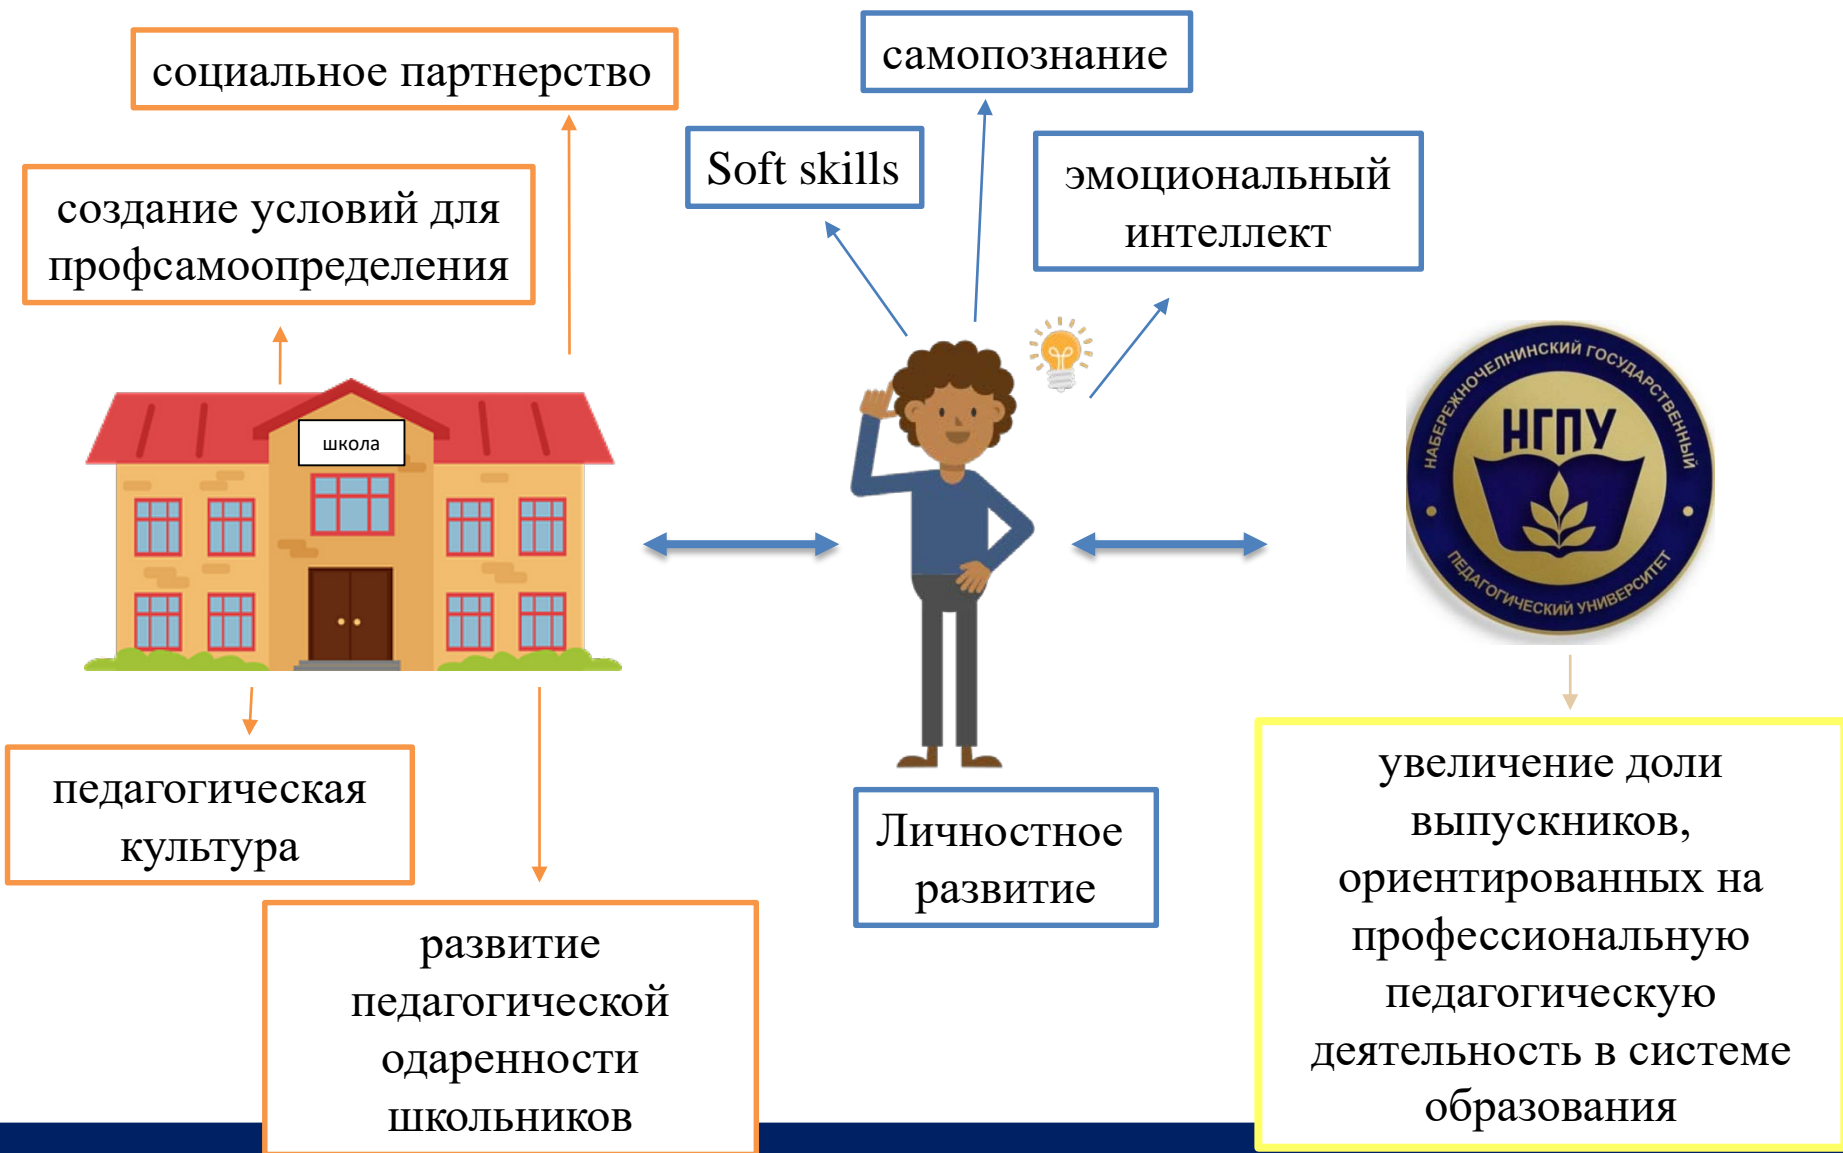 социальное партнерство
самопознание
Soft skills
эмоциональный
интеллект
создание условий для
профсамоопределения
школа
НАБЕРЕЖНОЧЕЛНИНСКИЙ ГОСУДАРСТВЕННЫЙ
НГПУ
ПЕДАГОГИЧЕСКИЙ УНИВЕРСИТЕТ
педагогическая
культура
развитие
педагогической
одаренности
школьников
Личностное
развитие
увеличение доли
выпускников,
ориентированных на
профессиональную
педагогическую
деятельность в системе
образования